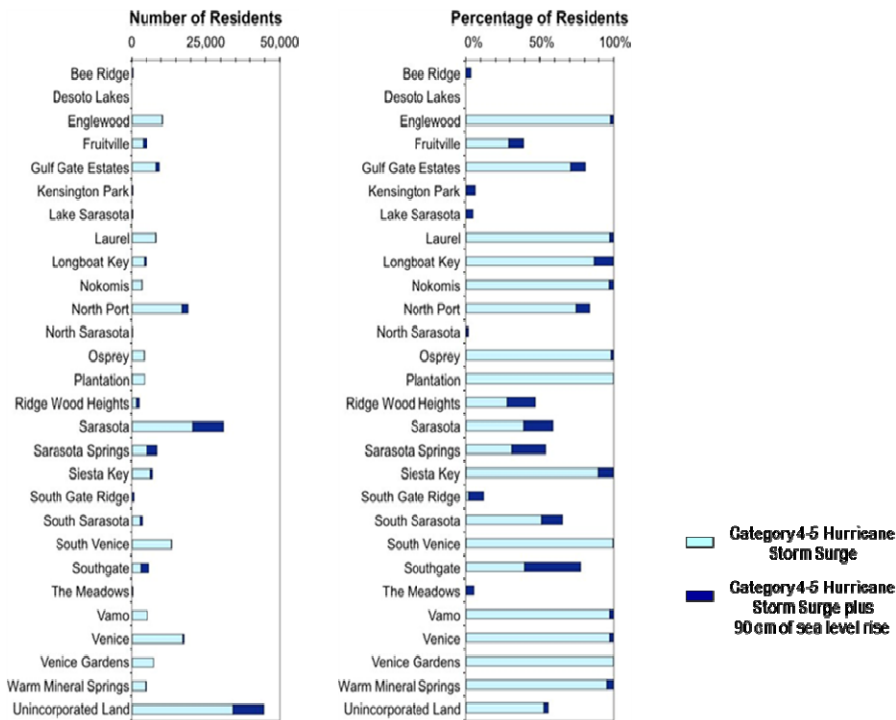 Number of Residents
0 25,000 50,000
Bee Ridge
Desoto Lakes
Englewood
Fruitville
Gulf Gate Estates
Kensington Park
Lake Sarasota
Laurel
Longboat Key
Nokomis
North Port
North Sarasota
Osprey
Plantation
Ridge Wood Heights
Sarasota
Sarasota Springs
Siesta Key
South Gate Ridge
South Sarasota
South Venice
Southgate
The Meadows
Vamo
Venice
Venice Gardens
Warm Mineral Springs
Unincorporated Land
Percentage of Residents
0% 50% 100%
Bee Ridge
Desoto Lakes
Englewood
Fruitville
Gulf Gate Estates
Kensington Park
Lake Sarasota
Laurel
Longboat Key
Nokomis
North Port
North Sarasota
Osprey
Plantation
Ridge Wood Heights
Sarasota
Sarasota Springs
Siesta Key
South Gate Ridge
South Sarasota
South Venice
Southgate
The Meadows
Vamo
Venice
Venice Gardens
Warm Mineral Springs
Unincorporated Land
Category 4-5 Hurricane
Storm Surge
Category 4-5 Hurricane
Storm Surge plus
90 cm of sea level rise